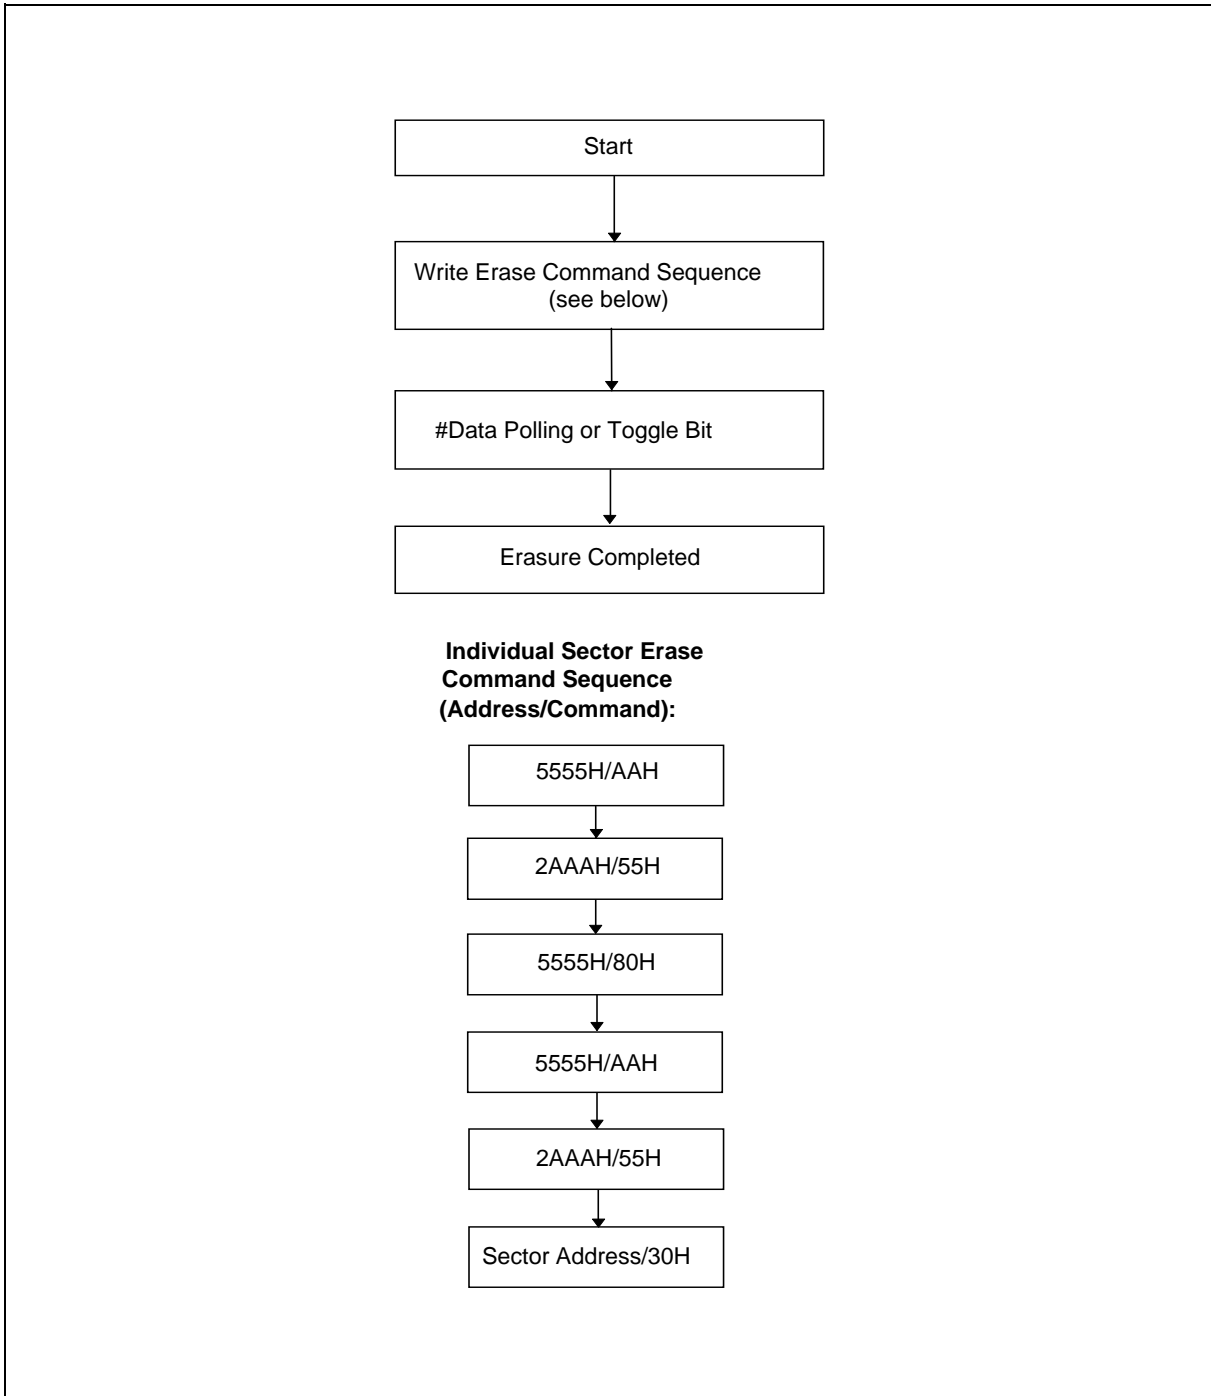 Start
Write Erase Command Sequence
(see below)
#Data Polling or Toggle Bit
Erasure Completed
Individual Sector Erase
Command Sequence
(Address/Command):
5555H/AAH
2AAAH/55H
5555H/80H
5555H/AAH
2AAAH/55H
Sector Address/30H